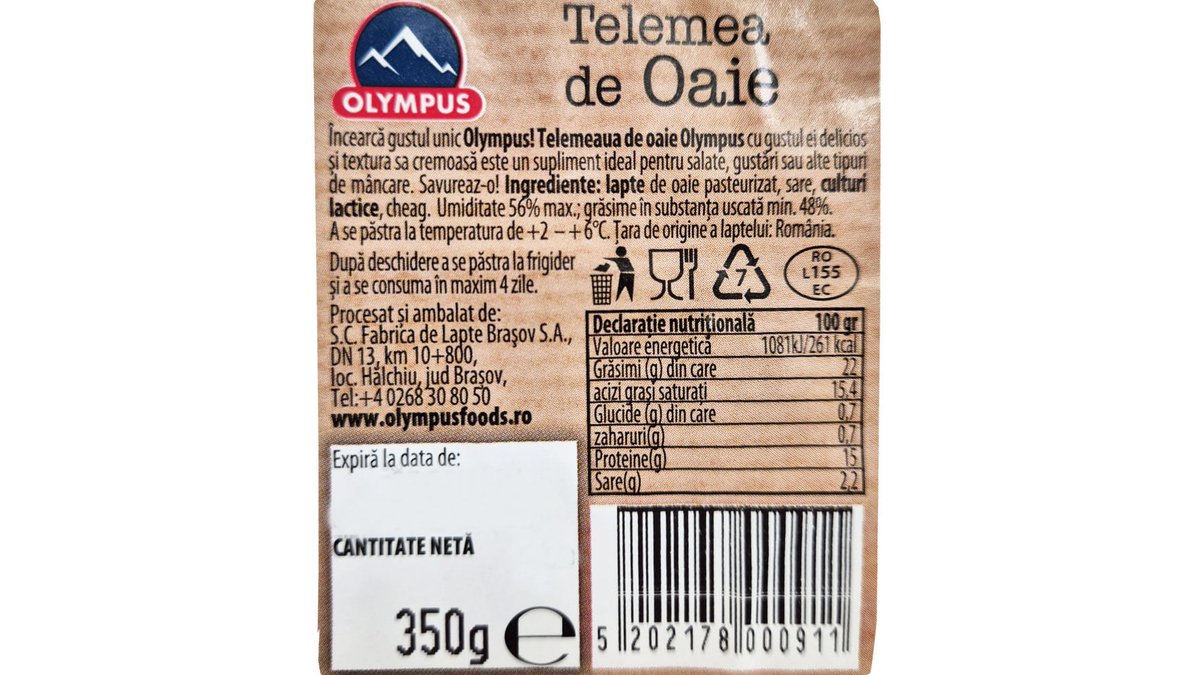 OLYMPUS
Telemea
de Oaie
Încearcă gustul unic Olympus! Telemeaua de oaie Olympus cu gustul ei delicios
și textura sa cremoasă este un supliment ideal pentru salate, gustări sau alte tipuri
de mâncare. Savureaz-o! Ingrediente: lapte de oaie pasteurizat, sare, culturi
lactice, cheag. Umiditate 56% max.; grăsime în substanța uscată min. 48%.
A se păstra la temperatura de +2 – + 6°C. Țara de origine a laptelui: România.
După deschidere a se păstra la frigider
și a se consuma în maxim 4 zile.
7
RO
L155
EC
Procesat și ambalat de:
S.C. Fabrica de Lapte Brașov S.A.,
DN 13, km 10+800,
loc. Hălchiu, jud Brașov,
Tel:+4 0268 30 80 50
www.olympusfoods.ro
Declarație nutrițională 100 gr
Valoare energetică 1081kJ/261 kcal
Grăsimi (g) din care 22
acizi grași saturați 15,4
Glucide (g) din care 0,7
zaharuri(g) 0,7
Proteine(g) 15
Sare(g) 2,2
Expiră la data de:
CANTITATE NETĂ
350g e
5 202178 000911